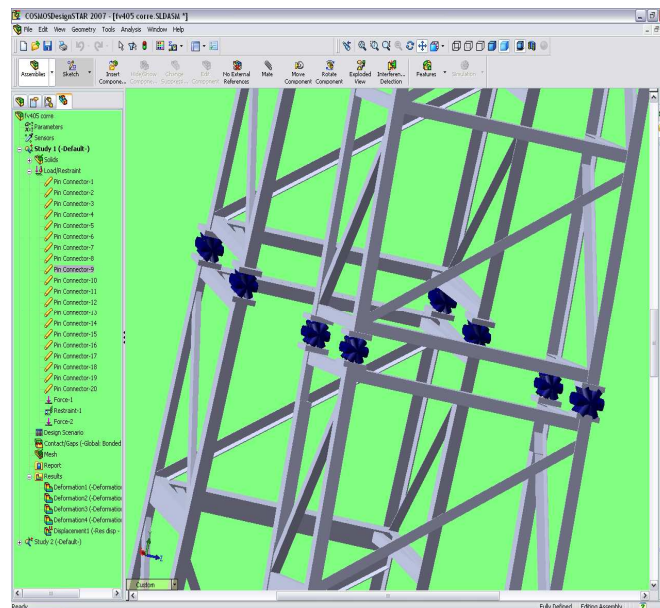 COSMOSDesignSTAR 2007 - [fv405 corre.SLDASM *]
File Edit View Geometry Tools Analysis Window Help
Assemblies Sketch Insert Compone... Hide/Show Compone... Change Suppress... Edit Component No External References Mate Move Component Rotate Component Exploded View Interferen... Detection Features Simulation
fv405 corre
Parameters
Sensors
Study 1 (-Default-)
Solids
Load/Restraint
Pin Connector-1
Pin Connector-2
Pin Connector-3
Pin Connector-4
Pin Connector-5
Pin Connector-6
Pin Connector-7
Pin Connector-8
Pin Connector-9
Pin Connector-10
Pin Connector-11
Pin Connector-12
Pin Connector-13
Pin Connector-14
Pin Connector-15
Pin Connector-16
Pin Connector-17
Pin Connector-18
Pin Connector-19
Pin Connector-20
Force-1
Restraint-1
Force-2
Design Scenario
Contact/Gaps (-Global: Bonded
Mesh
Report
Results
Deformation1 (-Deformation
Deformation2 (-Deformation
Deformation3 (-Deformation
Deformation4 (-Deformation
Displacement1 (-Res disp -
Study 2 (-Default-)
Custom
Ready Fully Defined Editing Assembly